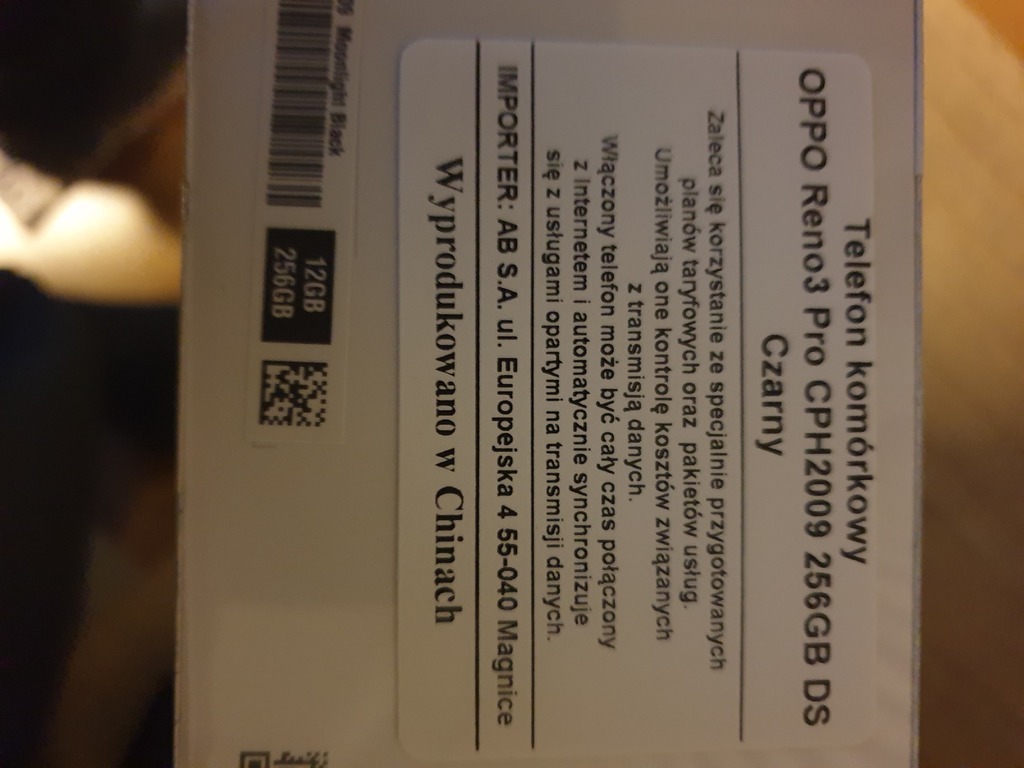 Telefon komórkowy
OPPO Reno3 Pro CPH2009 256GB DS
Czarny
Zaleca się korzystanie ze specjalnie przygotowanych
planów taryfowych oraz pakietów usług.
Umożliwiają one kontrolę kosztów związanych
z transmisją danych.
Włączony telefon może być cały czas połączony
z Internetem i automatycznie synchronizuje
się z usługami opartymi na transmisji danych.
IMPORTER: AB S.A. ul. Europejska 4 55-040 Magnice
Wyprodukowano w Chinach
09 Moonlight Black
12GB
256GB